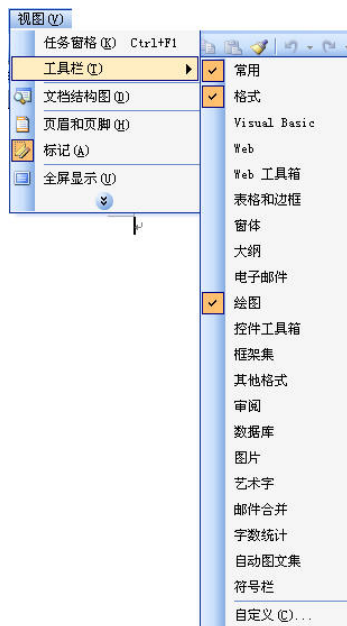 视图(V)
任务窗格(K) Ctrl+F1
工具栏(T)
文档结构图(D)
页眉和页脚(H)
标记(A)
全屏显示(U)
常用
格式
Visual Basic
Web
Web 工具箱
表格和边框
窗体
大纲
电子邮件
绘图
控件工具箱
框架集
其他格式
审阅
数据库
图片
艺术字
邮件合并
字数统计
自动图文集
符号栏
自定义(C)...